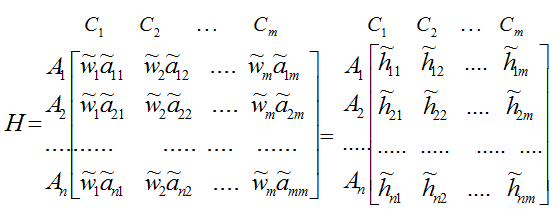 C₁ C₂ ... Cₘ C₁ C₂ ... Cₘ
A₁ w̃₁ã₁₁ w̃₂ã₁₂ .... w̃ₘã₁ₘ A₁ h̃₁₁ h̃₁₂ .... h̃₁ₘ
H = A₂ w̃₁ã₂₁ w̃₂ã₂₂ .... w̃ₘã₂ₘ = A₂ h̃₂₁ h̃₂₂ .... h̃₂ₘ
..... ...... ..... .... ...... ..... ..... ..... ..... ....
Aₙ w̃₁ãₙ₁ w̃₂ãₙ₂ .... w̃ₘãₘₘ Aₙ h̃ₙ₁ h̃ₙ₂ .... h̃ₙₘ